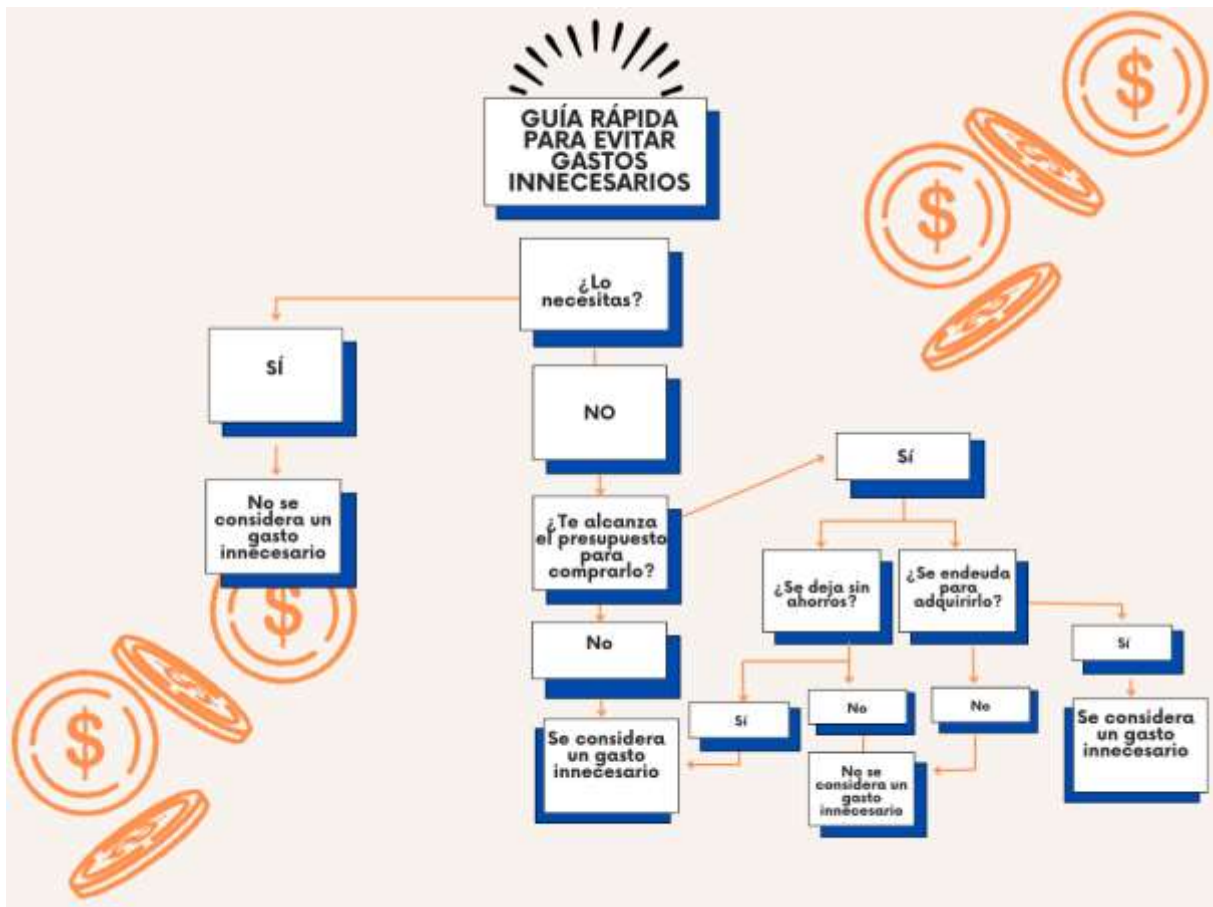 GUÍA RÁPIDA
PARA EVITAR
GASTOS
INNECESARIOS
¿Lo
necesitas?
SÍ
NO
No se
considera un
gasto
innecesario
¿Te alcanza
el presupuesto
para
comprarlo?
Sí
¿Se deja sin
ahorros?
¿Se endeuda
para
adquirirlo?
No
Sí
No
No
Sí
Se considera
un gasto
innecesario
No se
considera un
gasto
innecesario
Se considera
un gasto
innecesario